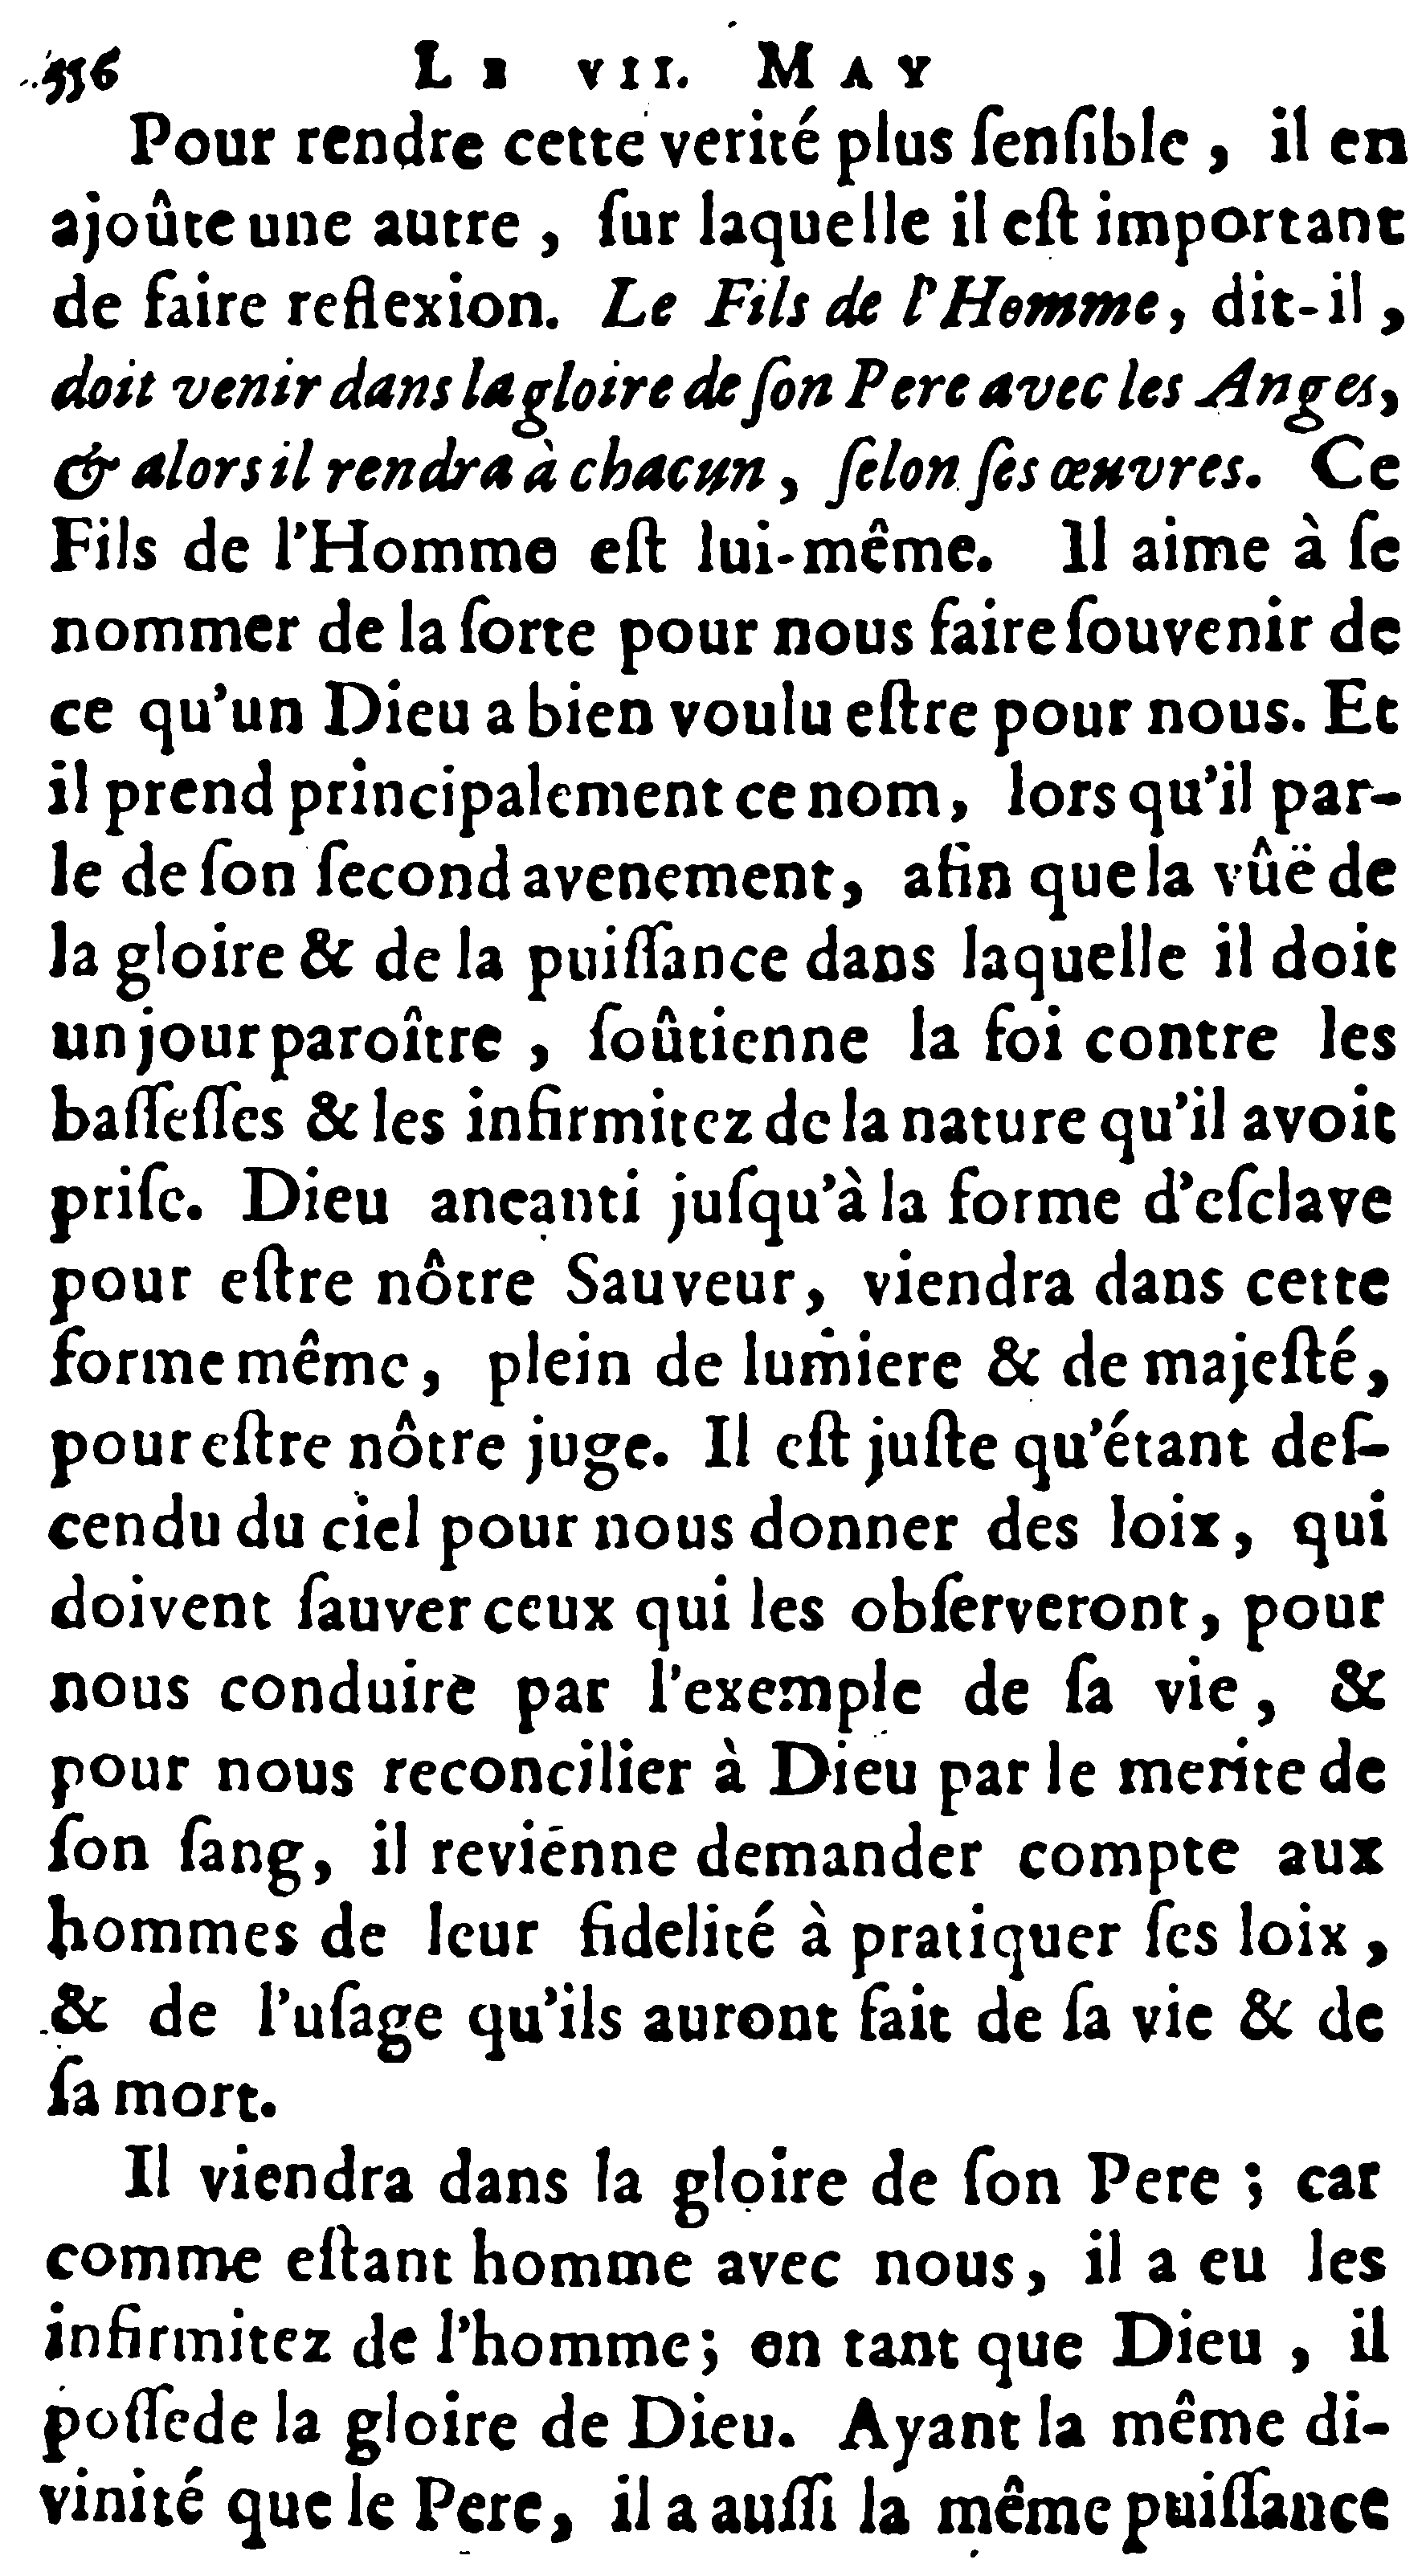 556 LE VII. MAY
Pour rendre cette verité plus ſenſible, il en
ajoûte une autre, ſur laquelle il eſt important
de faire reflexion. Le Fils de l'Homme, dit-il,
doit venir dans la gloire de ſon Pere avec les Anges,
& alors il rendra à chacun, ſelon ſes œuvres. Ce
Fils de l'Homme eſt lui-même. Il aime à ſe
nommer de la ſorte pour nous faire ſouvenir de
ce qu'un Dieu a bien voulu eſtre pour nous. Et
il prend principalement ce nom, lors qu'il par-
le de ſon ſecond avenement, afin que la vûë de
la gloire & de la puiſſance dans laquelle il doit
un jour paroître, ſoûtienne la foi contre les
baſſeſſes & les infirmitez de la nature qu'il avoit
priſe. Dieu aneanti juſqu'à la forme d'eſclave
pour eſtre nôtre Sauveur, viendra dans cette
forme même, plein de lumiere & de majeſté,
pour eſtre nôtre juge. Il eſt juſte qu'étant deſ-
cendu du ciel pour nous donner des loix, qui
doivent ſauver ceux qui les obſerveront, pour
nous conduire par l'exemple de ſa vie, &
pour nous reconcilier à Dieu par le merite de
ſon ſang, il revienne demander compte aux
hommes de leur fidelité à pratiquer ſes loix,
& de l'uſage qu'ils auront fait de ſa vie & de
ſa mort.
Il viendra dans la gloire de ſon Pere; car
comme eſtant homme avec nous, il a eu les
infirmitez de l'homme; en tant que Dieu, il
poſſede la gloire de Dieu. Ayant la même di-
vinité que le Pere, il a auſſi la même puiſſance